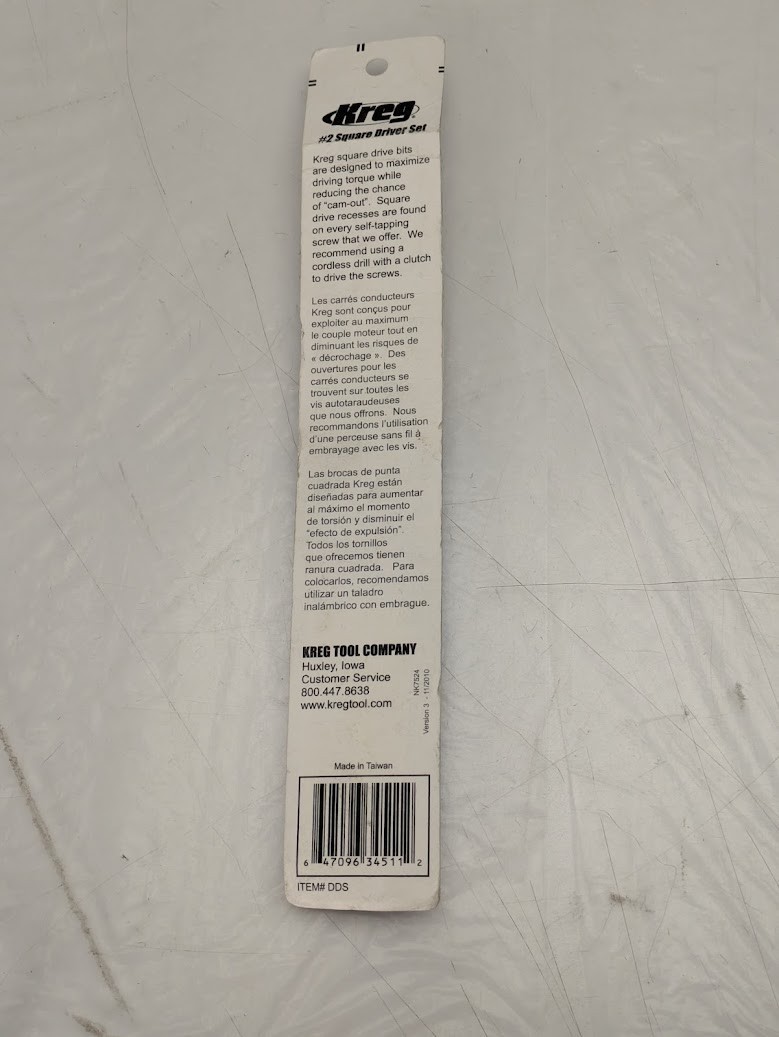 Kreg
#2 Square Driver Set
Kreg square drive bits
are designed to maximize
driving torque while
reducing the chance
of "cam-out". Square
drive recesses are found
on every self-tapping
screw that we offer. We
recommend using a
cordless drill with a clutch
to drive the screws.
Les carrés conducteurs
Kreg sont conçus pour
exploiter au maximum
le couple moteur tout en
diminuant les risques de
« décrochage ». Des
ouvertures pour les
carrés conducteurs se
trouvent sur toutes les
vis autotaraudeuses
que nous offrons. Nous
recommandons l'utilisation
d'une perceuse sans fil à
embrayage avec les vis.
Las brocas de punta
cuadrada Kreg están
diseñadas para aumentar
al máximo el momento
de torsión y disminuir el
"efecto de expulsión".
Todos los tornillos
que ofrecemos tienen
ranura cuadrada. Para
colocarlos, recomendamos
utilizar un taladro
inalámbrico con embrague.
KREG TOOL COMPANY
Huxley, Iowa
Customer Service
800.447.8638
www.kregtool.com
NK7524
Version 3 - 11/2010
Made in Taiwan
6 47096 34511 2
ITEM# DDS